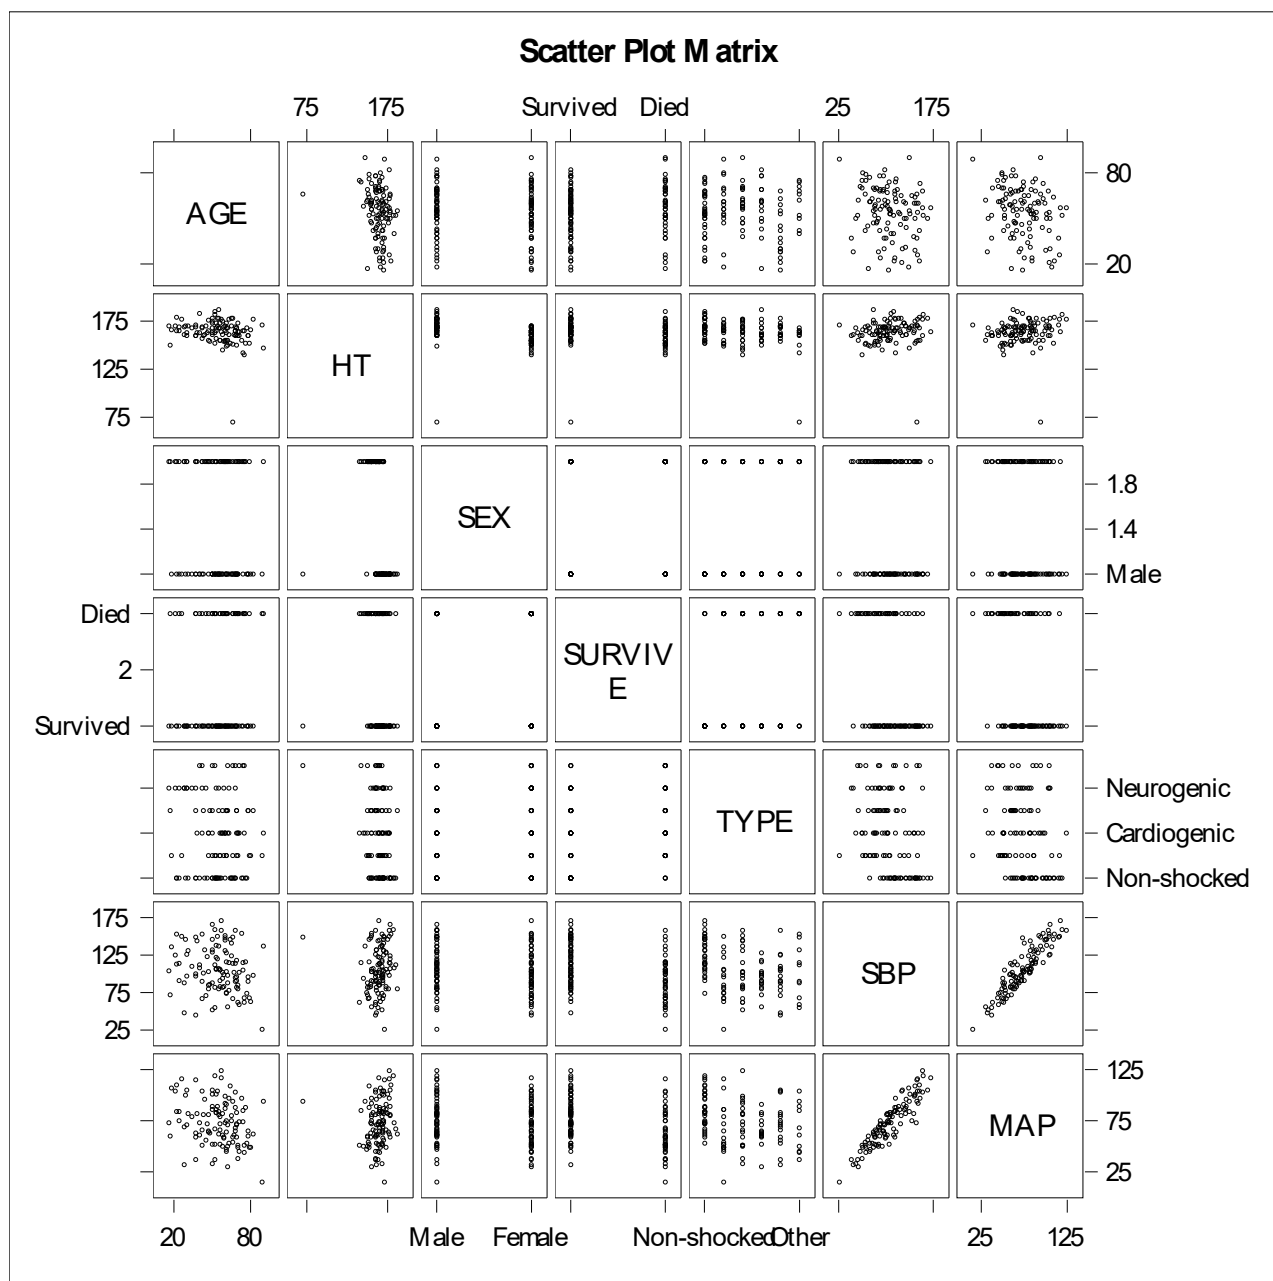 Scatter Plot Matrix
75 175 Survived Died 25 175
AGE
80
20
175
125
75
HT
SEX
1.8
1.4
Male
Died
2
Survived
SURVIV
E
TYPE
Neurogenic
Cardiogenic
Non-shocked
175
125
75
25
SBP
MAP
125
75
25
20 80 Male Female Non-shocked Other 25 125